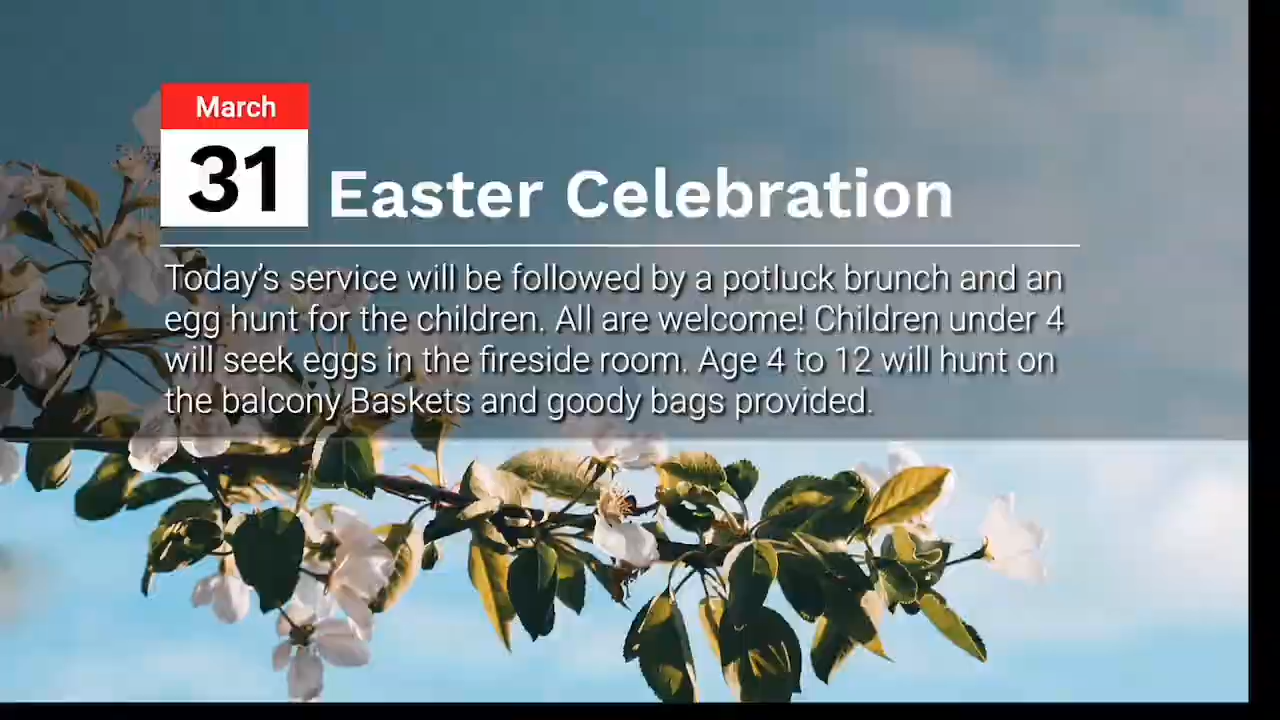 March
31
Easter Celebration
Today's service will be followed by a potluck brunch and an
egg hunt for the children. All are welcome! Children under 4
will seek eggs in the fireside room. Age 4 to 12 will hunt on
the balcony Baskets and goody bags provided.